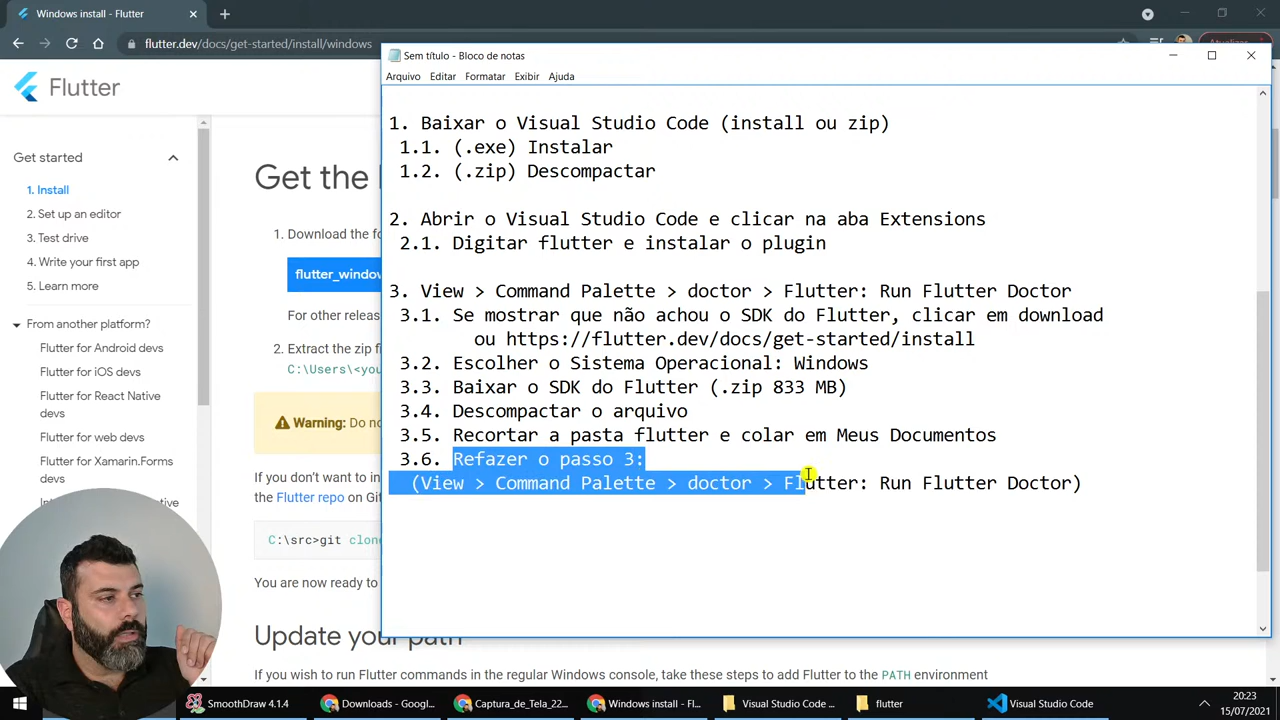 Windows install - Flutter
flutter.dev/docs/get-started/install/windows
Atualizar
Flutter
Get started
1. Install
2. Set up an editor
3. Test drive
4. Write your first app
5. Learn more
From another platform?
Flutter for Android devs
Flutter for iOS devs
Flutter for React Native
devs
Flutter for web devs
Flutter for Xamarin.Forms
devs
Get the
1. Download the fo
flutter_window
For other relea
2. Extract the zip fi
C:\Users\<you
Warning: Do no
If you don't want to in
the Flutter repo on Git
C:\src>git clone
You are now ready to
Update your path
If you wish to run Flutter commands in the regular Windows console, take these steps to add Flutter to the PATH environment
Sem título - Bloco de notas
Arquivo Editar Formatar Exibir Ajuda
1. Baixar o Visual Studio Code (install ou zip)
1.1. (.exe) Instalar
1.2. (.zip) Descompactar
2. Abrir o Visual Studio Code e clicar na aba Extensions
2.1. Digitar flutter e instalar o plugin
3. View > Command Palette > doctor > Flutter: Run Flutter Doctor
3.1. Se mostrar que não achou o SDK do Flutter, clicar em download
ou https://flutter.dev/docs/get-started/install
3.2. Escolher o Sistema Operacional: Windows
3.3. Baixar o SDK do Flutter (.zip 833 MB)
3.4. Descompactar o arquivo
3.5. Recortar a pasta flutter e colar em Meus Documentos
3.6. Refazer o passo 3:
(View > Command Palette > doctor > Flutter: Run Flutter Doctor)
SmoothDraw 4.1.4
Downloads - Googl...
Captura_de_Tela_22...
Windows install - Fl...
Visual Studio Code ...
flutter
Visual Studio Code
20:23
15/07/2021